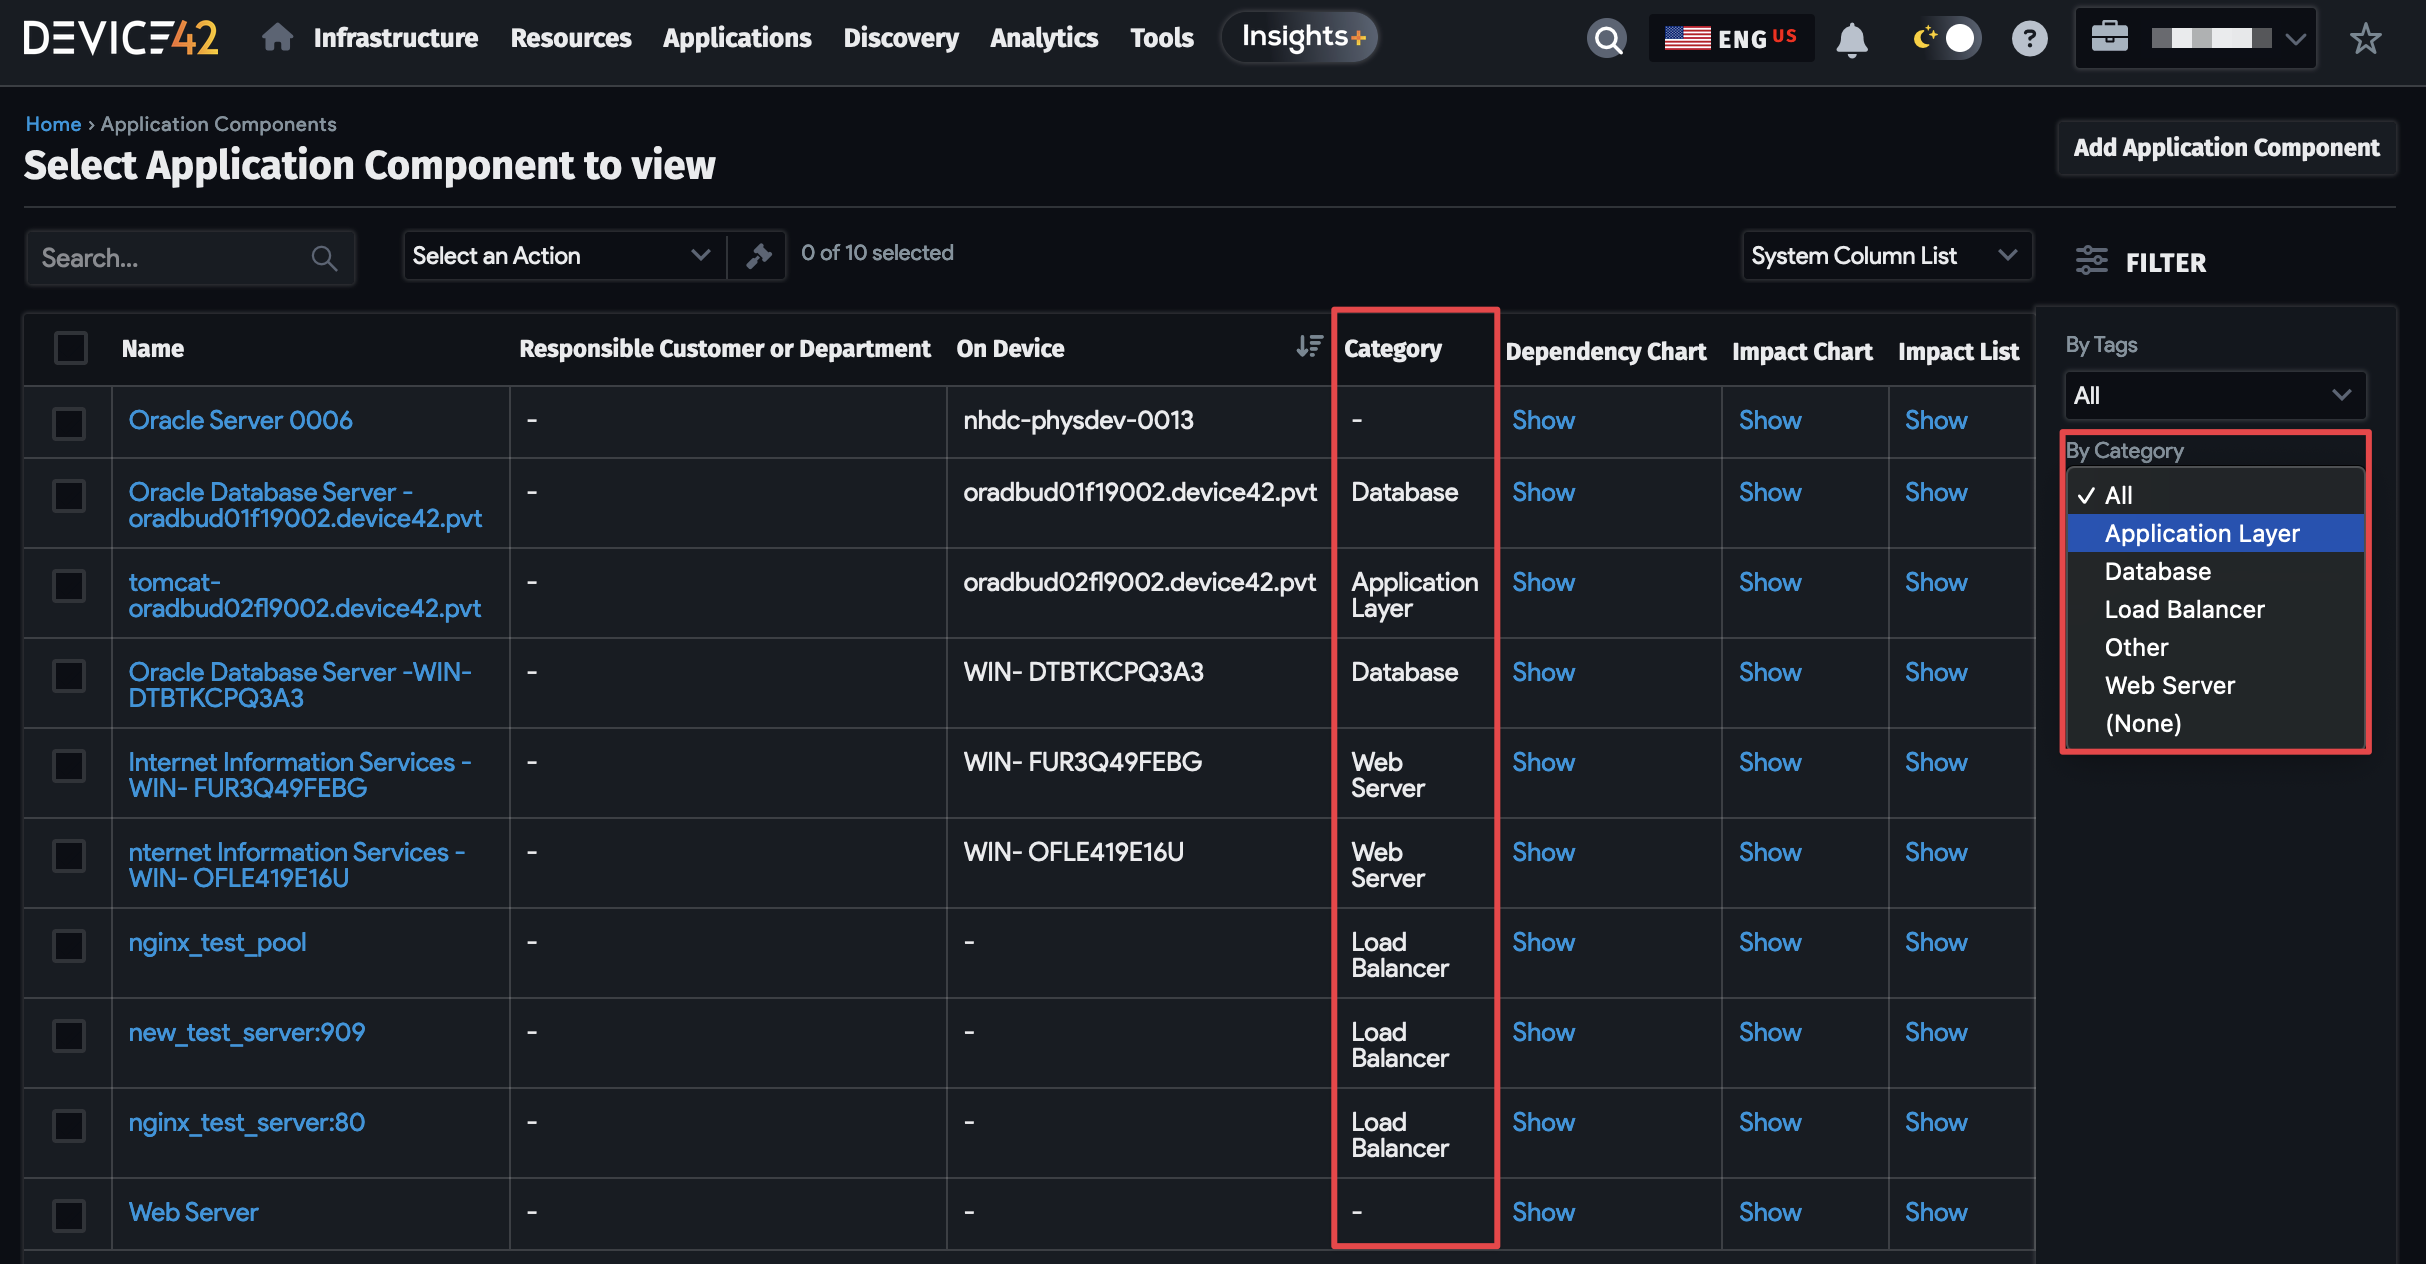 DEVICE42 Infrastructure Resources Applications Discovery Analytics Tools Insights+ ENG US ?
Home › Application Components
Select Application Component to view
Add Application Component
Search... Select an Action 0 of 10 selected System Column List FILTER
Name Responsible Customer or Department On Device Category Dependency Chart Impact Chart Impact List
Oracle Server 0006 - nhdc-physdev-0013 - Show Show Show
Oracle Database Server -
oradbud01f19002.device42.pvt - oradbud01f19002.device42.pvt Database Show Show Show
tomcat-
oradbud02fl9002.device42.pvt - oradbud02fl9002.device42.pvt Application
Layer Show Show Show
Oracle Database Server -WIN-
DTBTKCPQ3A3 - WIN- DTBTKCPQ3A3 Database Show Show Show
Internet Information Services -
WIN- FUR3Q49FEBG - WIN- FUR3Q49FEBG Web
Server Show Show Show
nternet Information Services -
WIN- OFLE419E16U - WIN- OFLE419E16U Web
Server Show Show Show
nginx_test_pool - - Load
Balancer Show Show Show
new_test_server:909 - - Load
Balancer Show Show Show
nginx_test_server:80 - - Load
Balancer Show Show Show
Web Server - - - Show Show Show
By Tags
All
By Category
✓ All
Application Layer
Database
Load Balancer
Other
Web Server
(None)